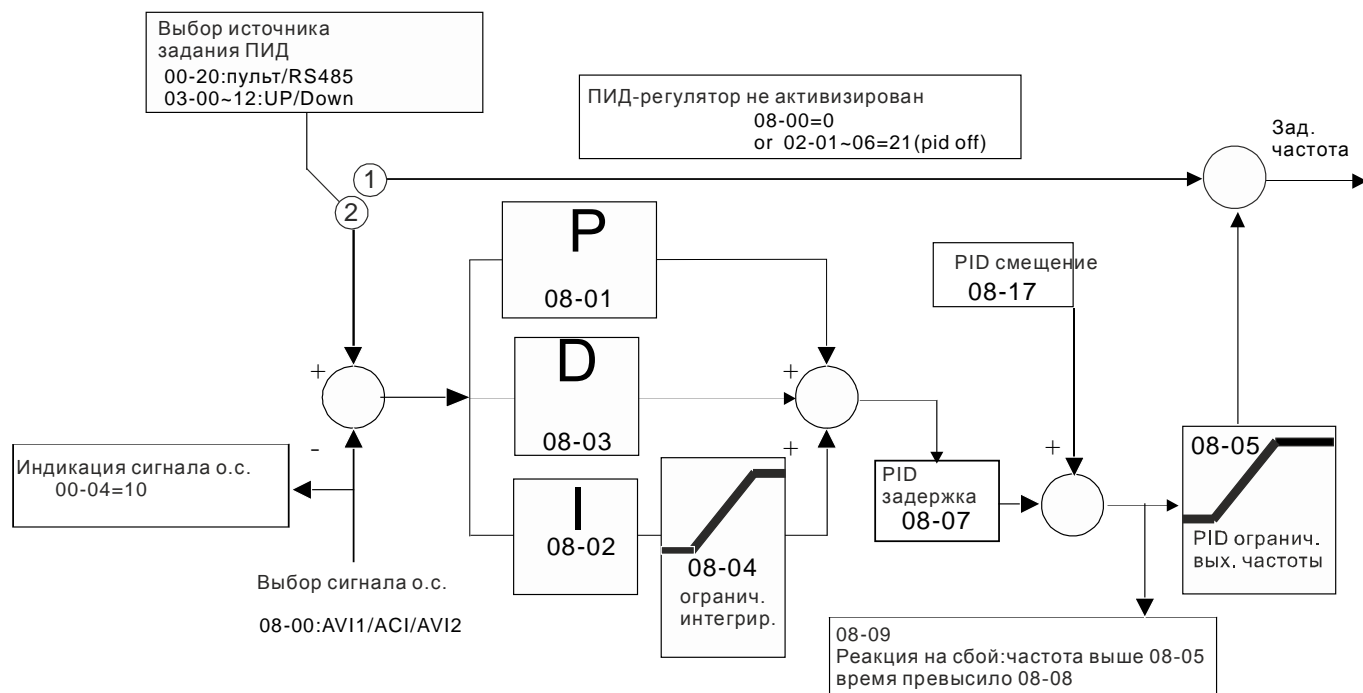 Выбор источника
задания ПИД
00-20:пульт/RS485
03-00~12:UP/Down
ПИД-регулятор не активизирован
08-00=0
or 02-01~06=21(pid off)
Зад.
частота
1
2
P
08-01
PID смещение
08-17
D
08-03
+
-
+
+
+
Индикация сигнала о.с.
00-04=10
I
08-02
08-04
огранич.
интегрир.
PID
задержка
08-07
08-05
PID огранич.
вых. частоты
Выбор сигнала о.с.
08-00:AVI1/ACI/AVI2
08-09
Реакция на сбой:частота выше 08-05
время превысило 08-08